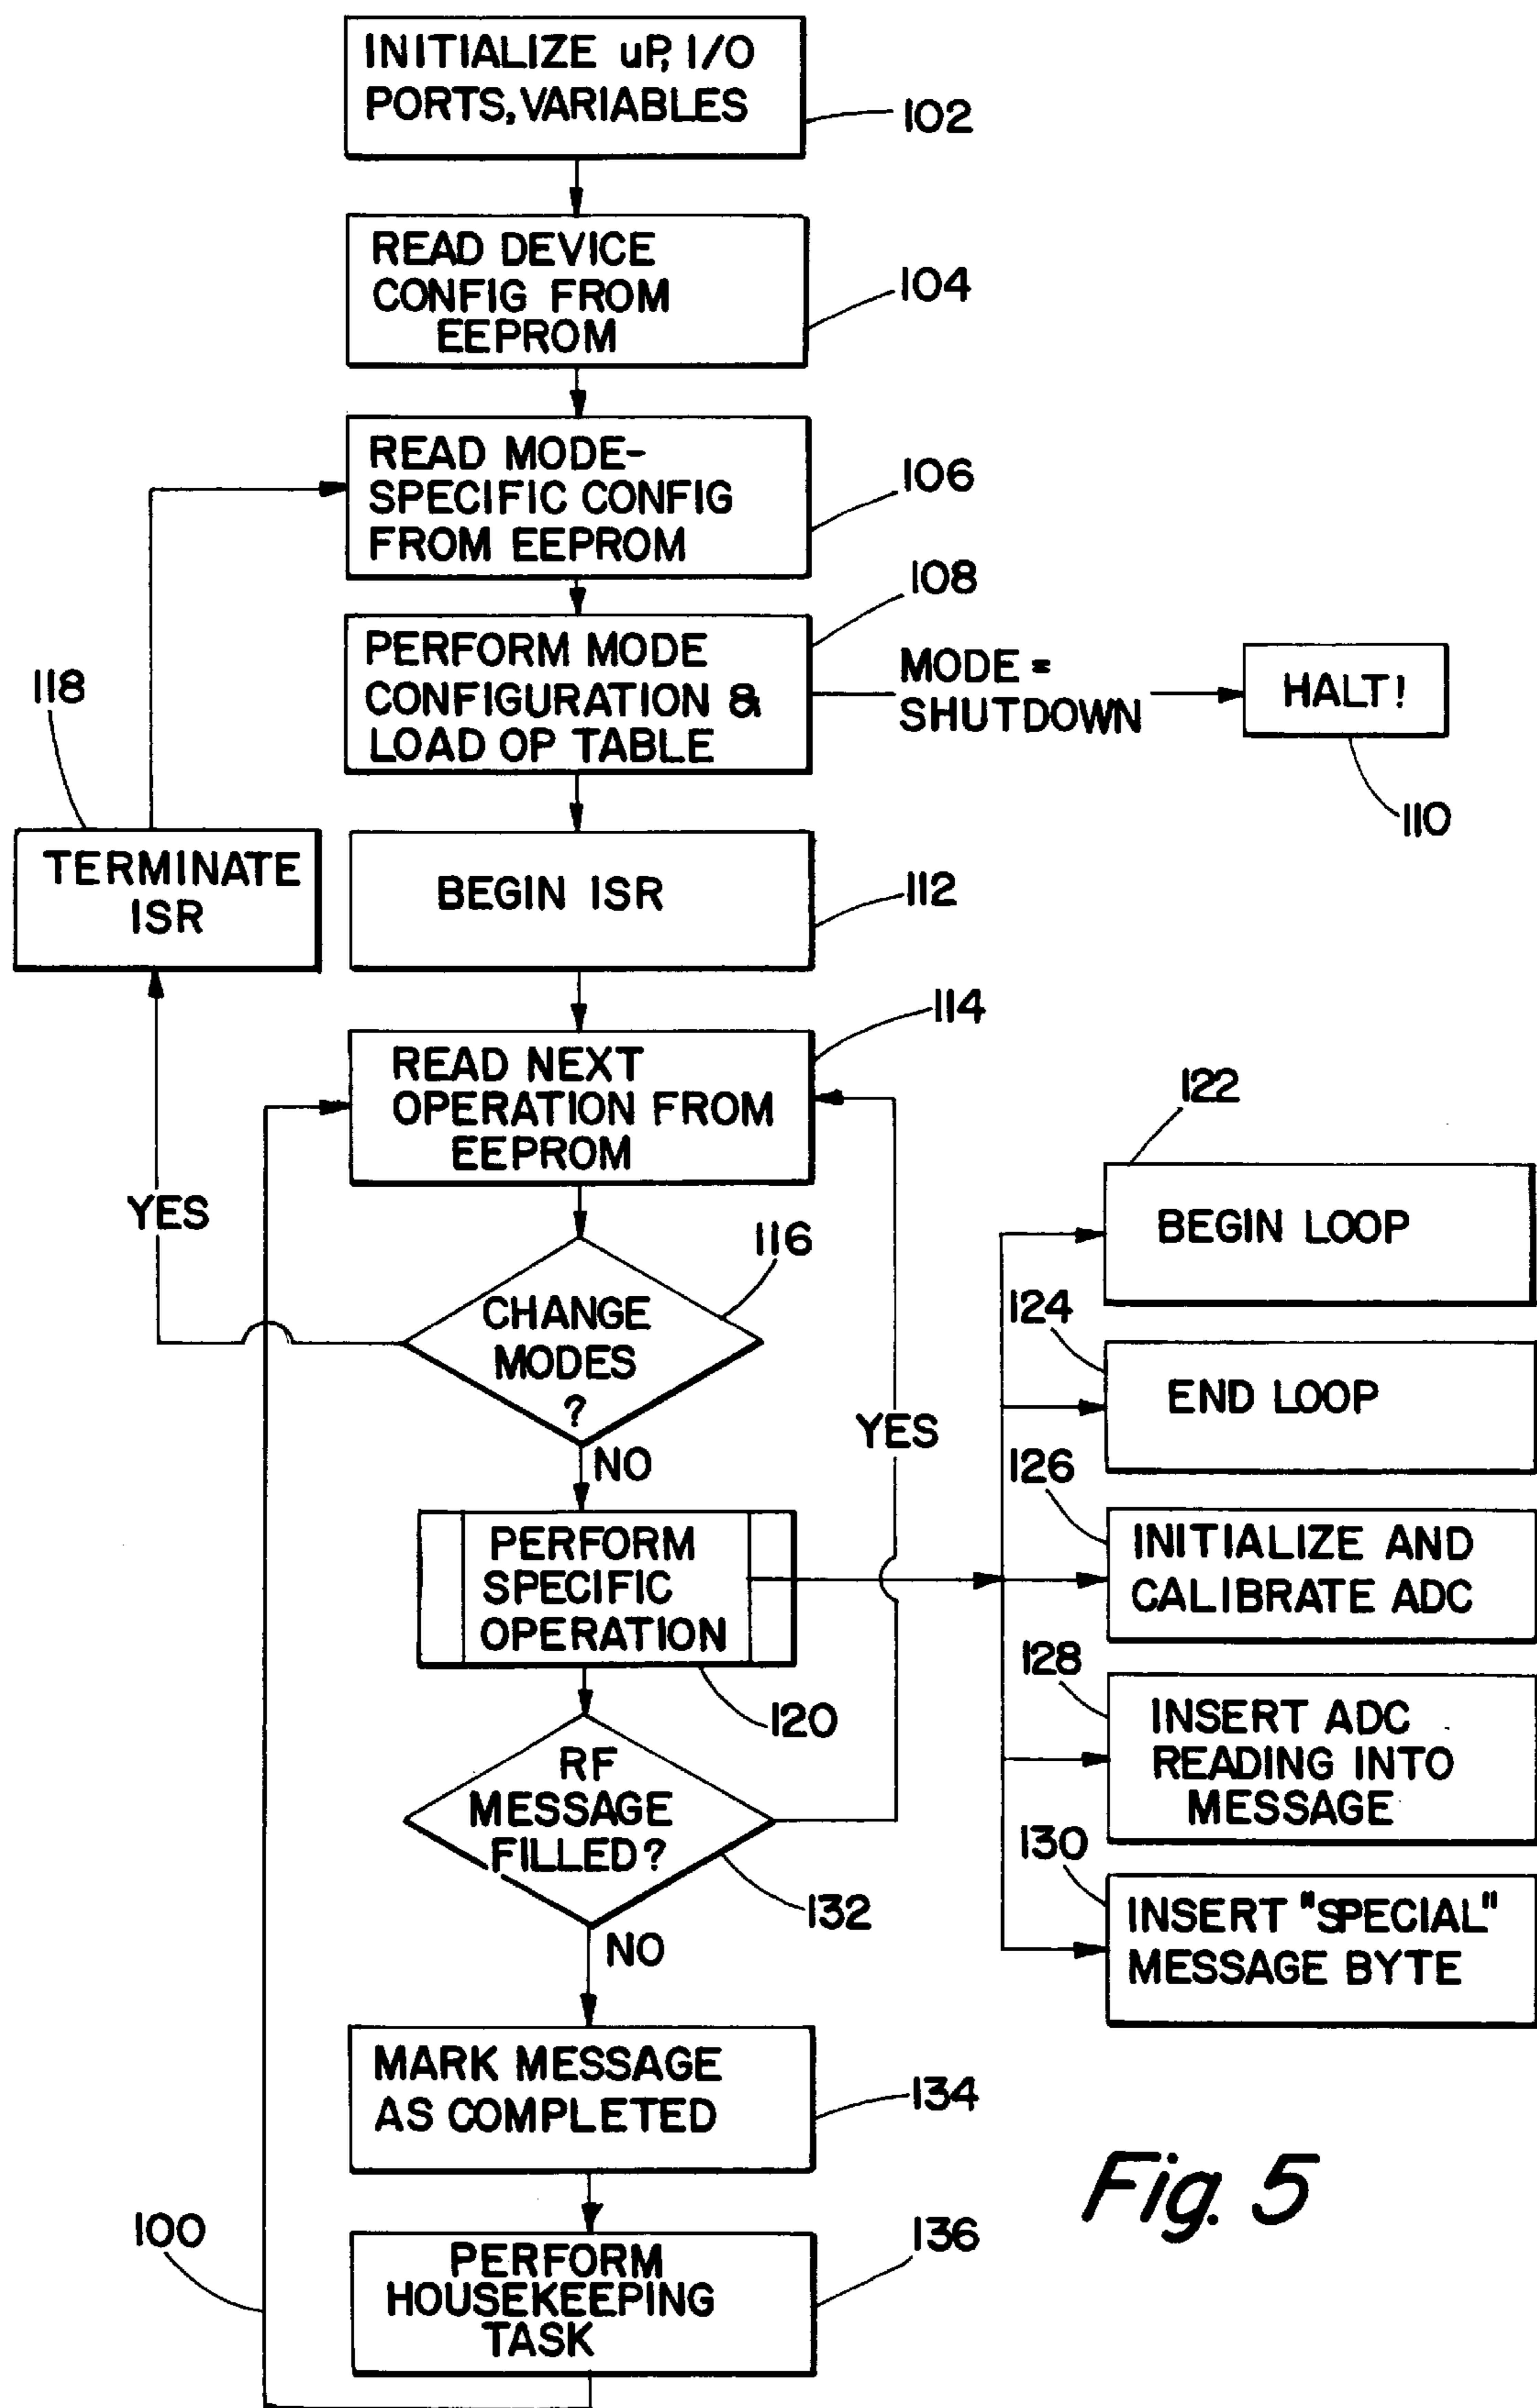 INITIALIZE uP, I/O
PORTS, VARIABLES
102
READ DEVICE
CONFIG FROM
EEPROM
104
READ MODE-
SPECIFIC CONFIG
FROM EEPROM
106
108
PERFORM MODE
CONFIGURATION &
LOAD OP TABLE
MODE =
SHUTDOWN
HALT!
110
118
TERMINATE
ISR
BEGIN ISR
112
114
READ NEXT
OPERATION FROM
EEPROM
YES
116
CHANGE
MODES
?
NO
YES
122
BEGIN LOOP
124
END LOOP
126
INITIALIZE AND
CALIBRATE ADC
PERFORM
SPECIFIC
OPERATION
120
128
INSERT ADC
READING INTO
MESSAGE
130
INSERT "SPECIAL"
MESSAGE BYTE
RF
MESSAGE
FILLED?
132
NO
MARK MESSAGE
AS COMPLETED
134
100
PERFORM
HOUSEKEEPING
TASK
136
Fig. 5